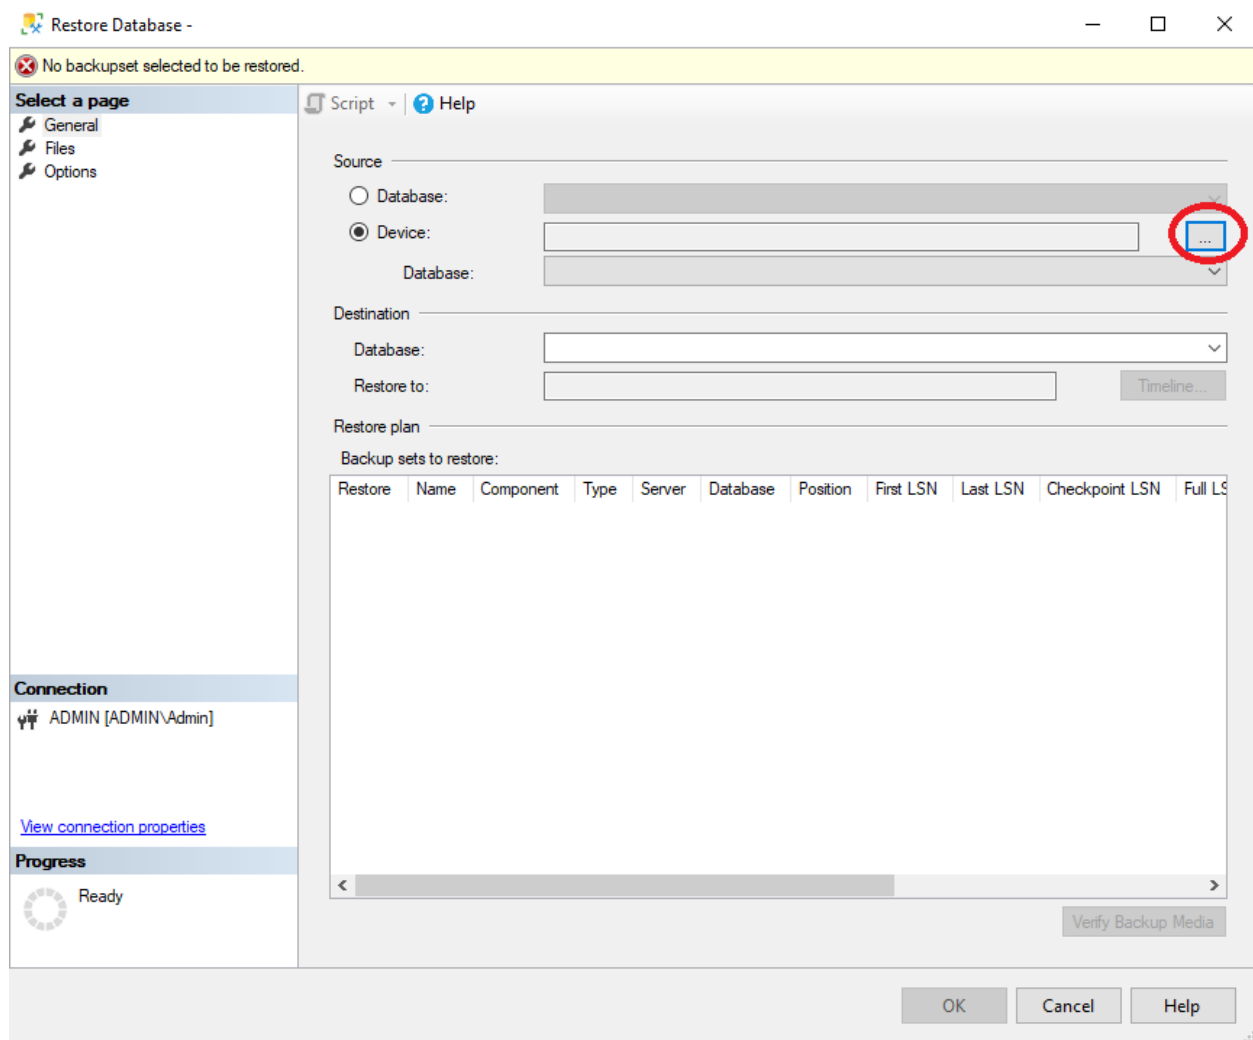 Restore Database -
No backupset selected to be restored.
Select a page
General
Files
Options
Script
Help
Source
Database:
Device:
...
Database:
Destination
Database:
Restore to:
Timeline...
Restore plan
Backup sets to restore:
Restore Name Component Type Server Database Position First LSN Last LSN Checkpoint LSN Full LS
Connection
ADMIN [ADMIN\Admin]
View connection properties
Progress
Ready
Verify Backup Media
OK Cancel Help